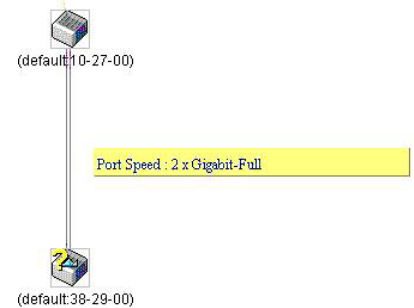 (default:10-27-00)
Port Speed : 2 x Gigabit-Full
?
(default:38-29-00)